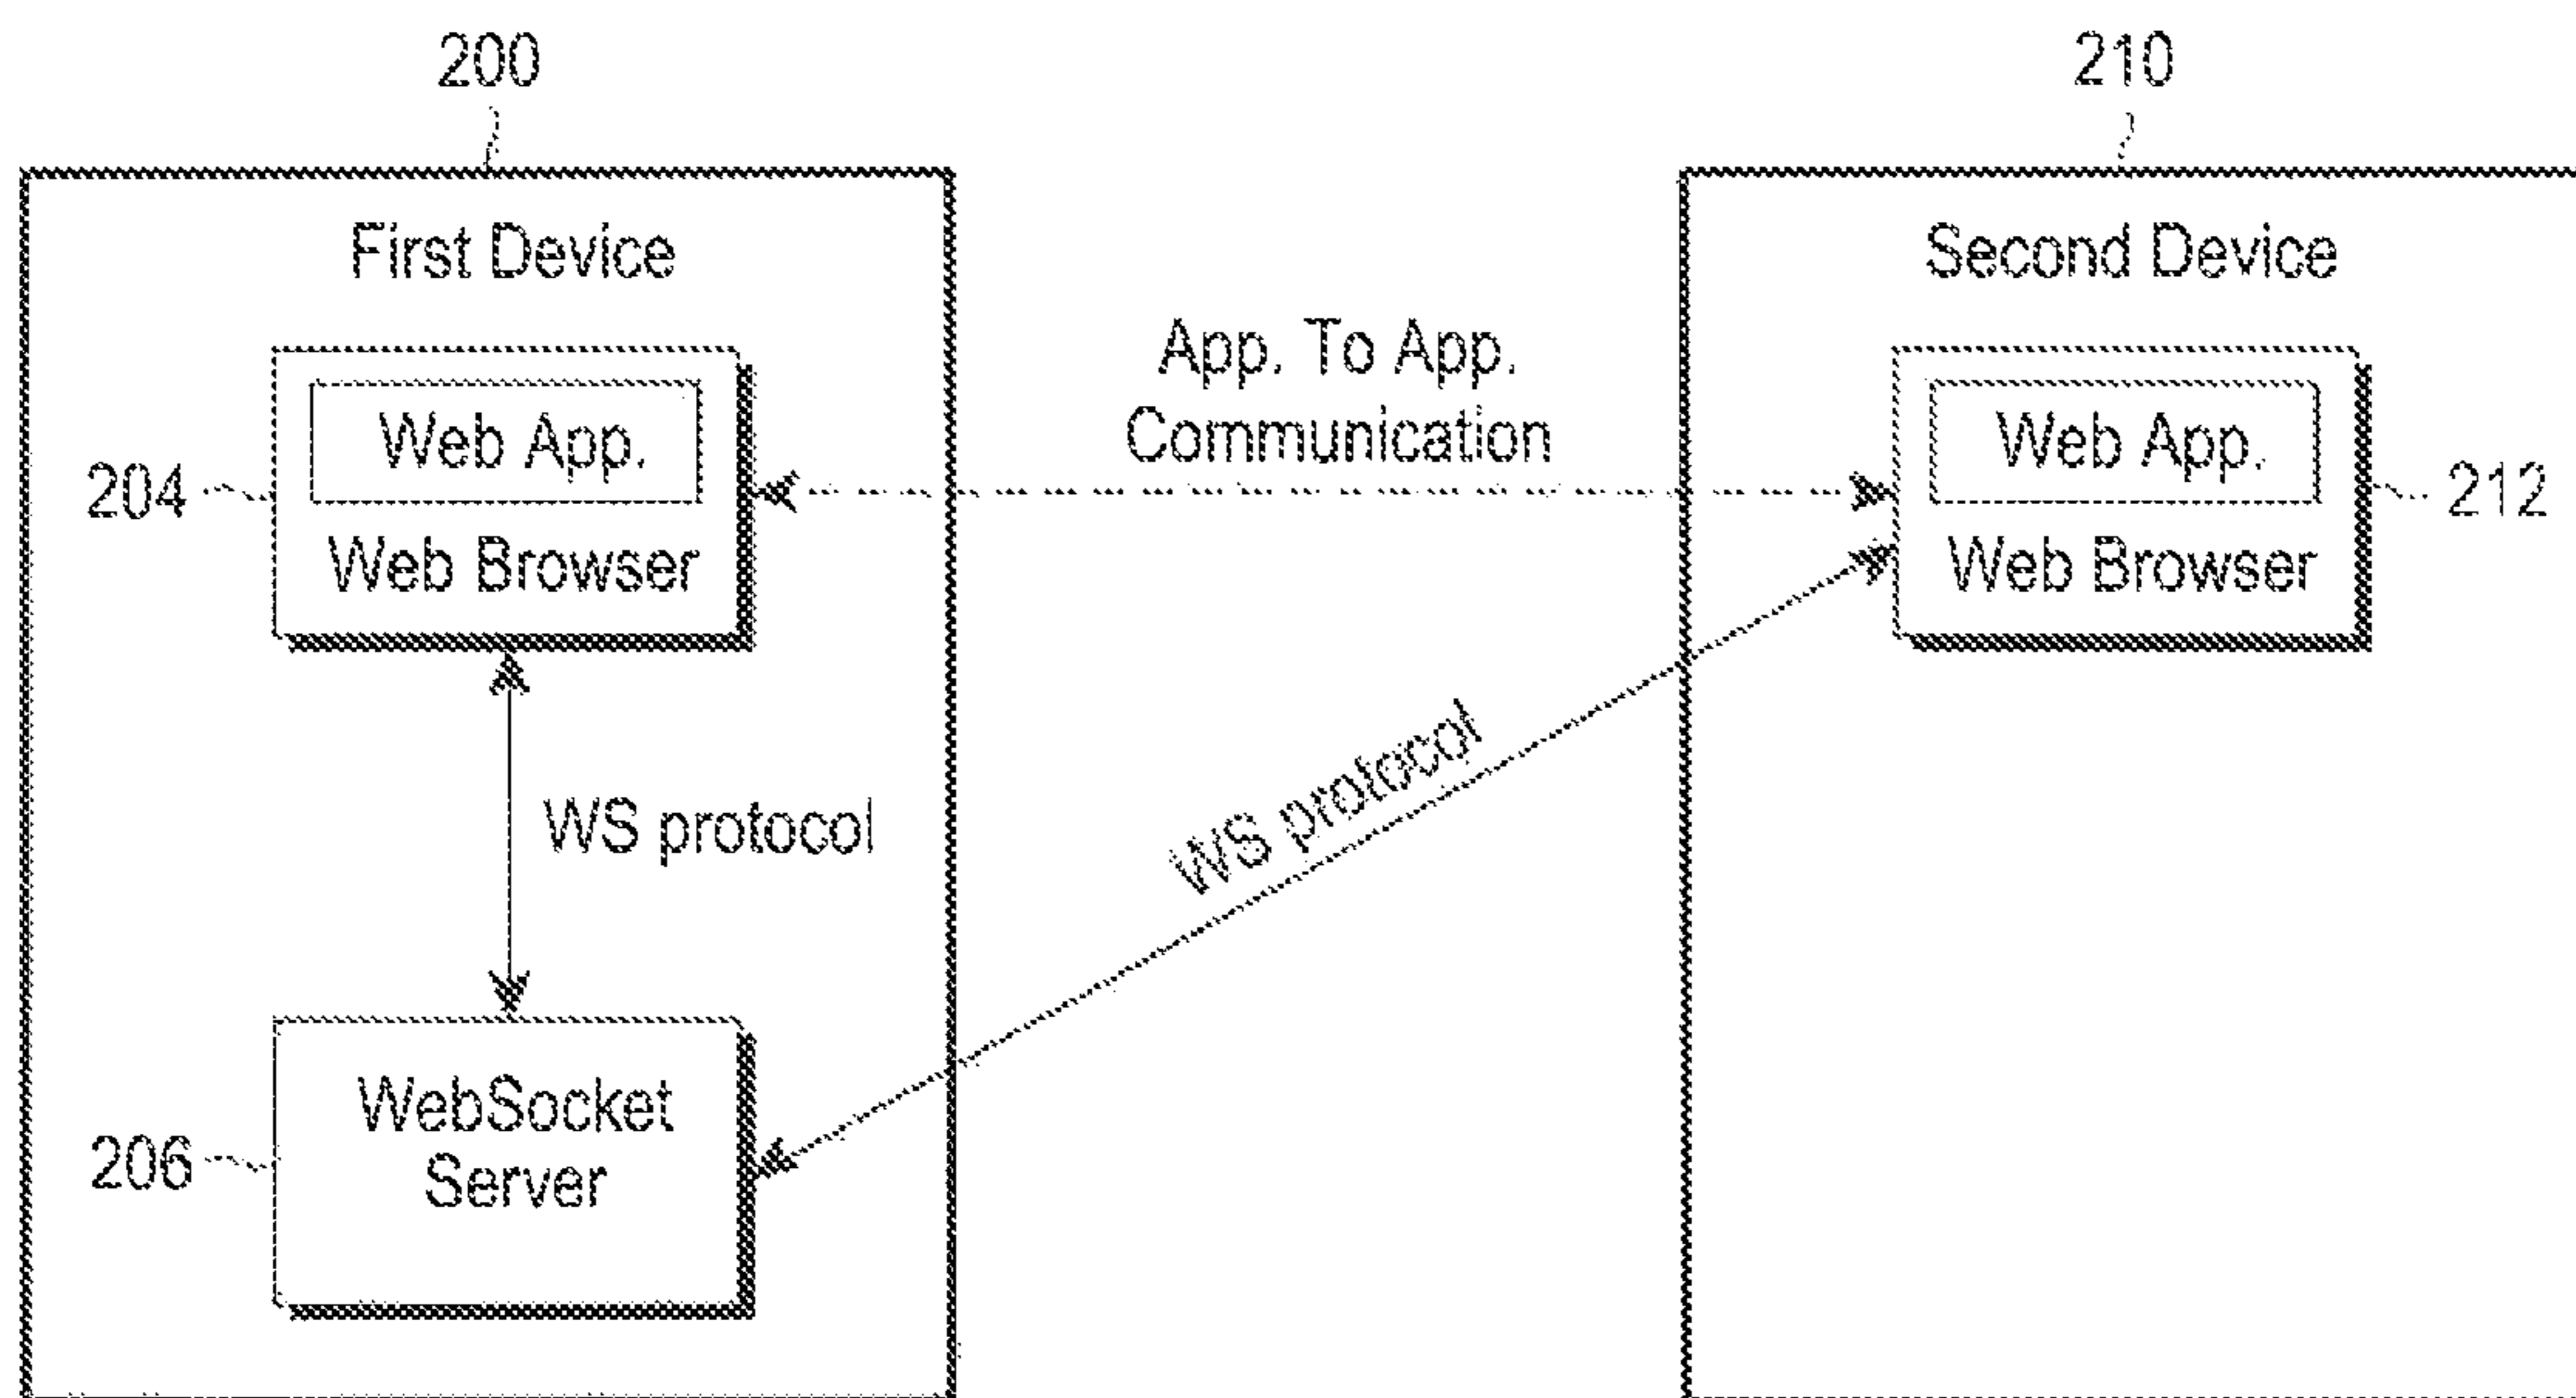 200
210
First Device
Second Device
App. To App.
Communication
Web App.
Web App.
204
212
Web Browser
Web Browser
WS protocol
WS protocol
WebSocket
Server
206